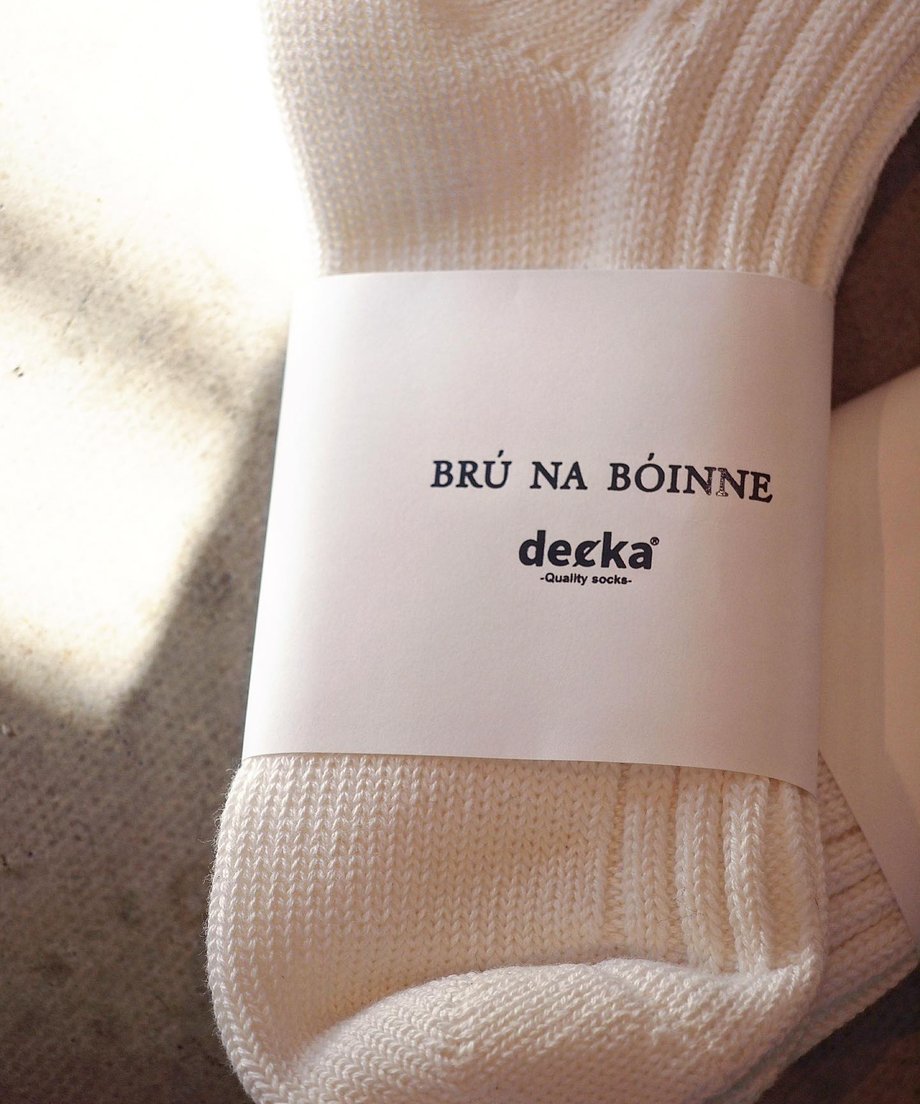 BRÚ NA BÓINNE
decka®
-Quality socks-